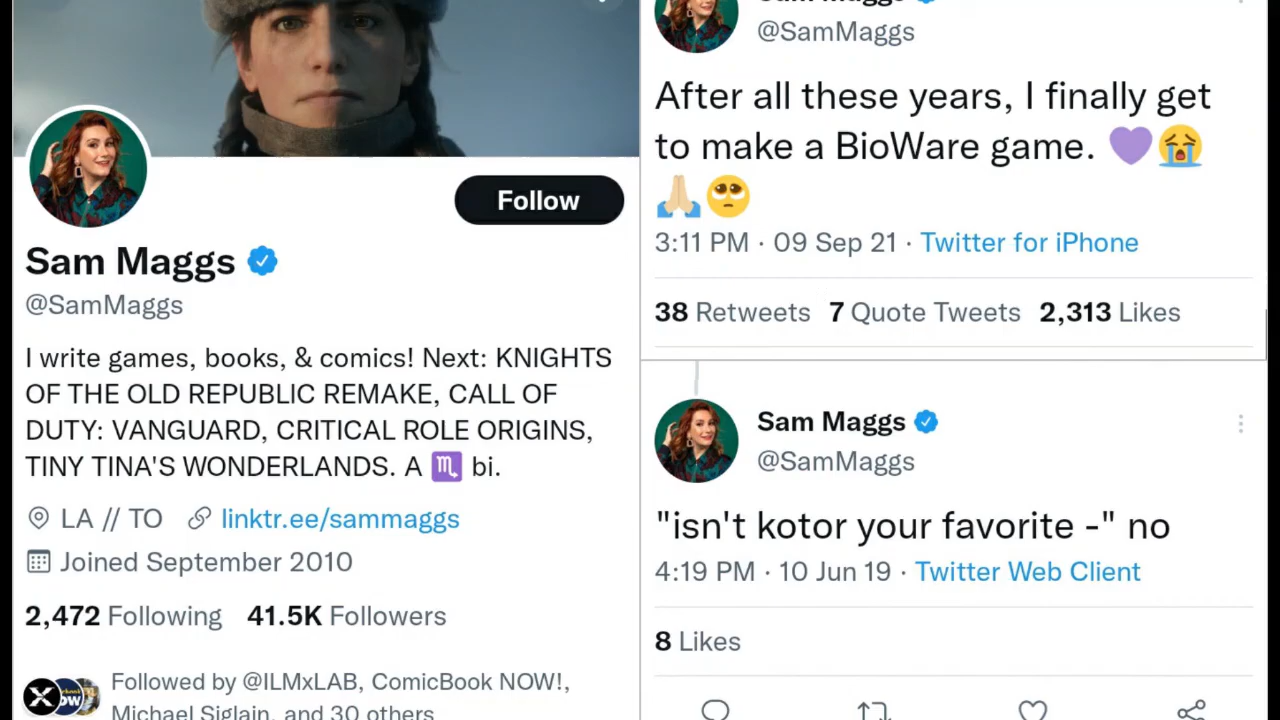 Follow
Sam Maggs
@SamMaggs
I write games, books, & comics! Next: KNIGHTS
OF THE OLD REPUBLIC REMAKE, CALL OF
DUTY: VANGUARD, CRITICAL ROLE ORIGINS,
TINY TINA'S WONDERLANDS. A ♏ bi.
LA // TO linktr.ee/sammaggs
Joined September 2010
2,472 Following 41.5K Followers
Followed by @ILMxLAB, ComicBook NOW!,
Michael Siglain, and 30 others
Sam Maggs
@SamMaggs
After all these years, I finally get
to make a BioWare game. 💜😭
🙏🏼🥺
3:11 PM · 09 Sep 21 · Twitter for iPhone
38 Retweets 7 Quote Tweets 2,313 Likes
Sam Maggs
@SamMaggs
"isn't kotor your favorite -" no
4:19 PM · 10 Jun 19 · Twitter Web Client
8 Likes